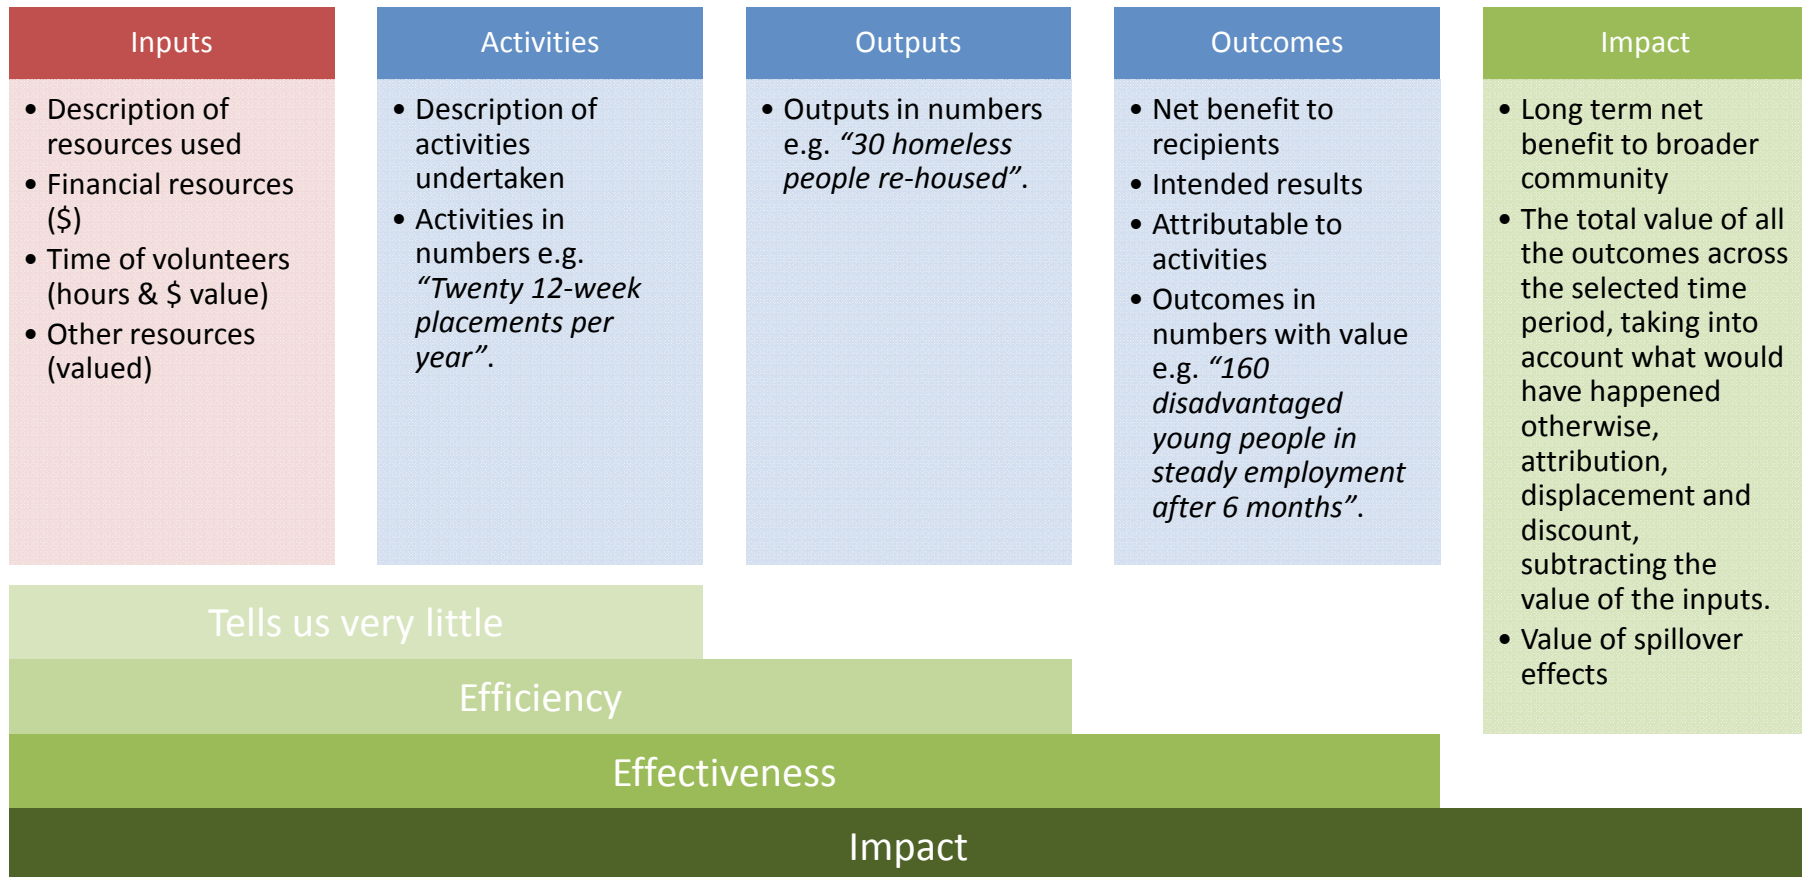 Inputs
• Description of
resources used
• Financial resources
($)
• Time of volunteers
(hours & $ value)
• Other resources
(valued)
Activities
• Description of
activities
undertaken
• Activities in
numbers e.g.
“Twenty 12-week
placements per
year”.
Outputs
• Outputs in numbers
e.g. “30 homeless
people re-housed”.
Outcomes
• Net benefit to
recipients
• Intended results
• Attributable to
activities
• Outcomes in
numbers with value
e.g. “160
disadvantaged
young people in
steady employment
after 6 months”.
Impact
• Long term net
benefit to broader
community
• The total value of all
the outcomes across
the selected time
period, taking into
account what would
have happened
otherwise,
attribution,
displacement and
discount,
subtracting the
value of the inputs.
• Value of spillover
effects
Tells us very little
Efficiency
Effectiveness
Impact